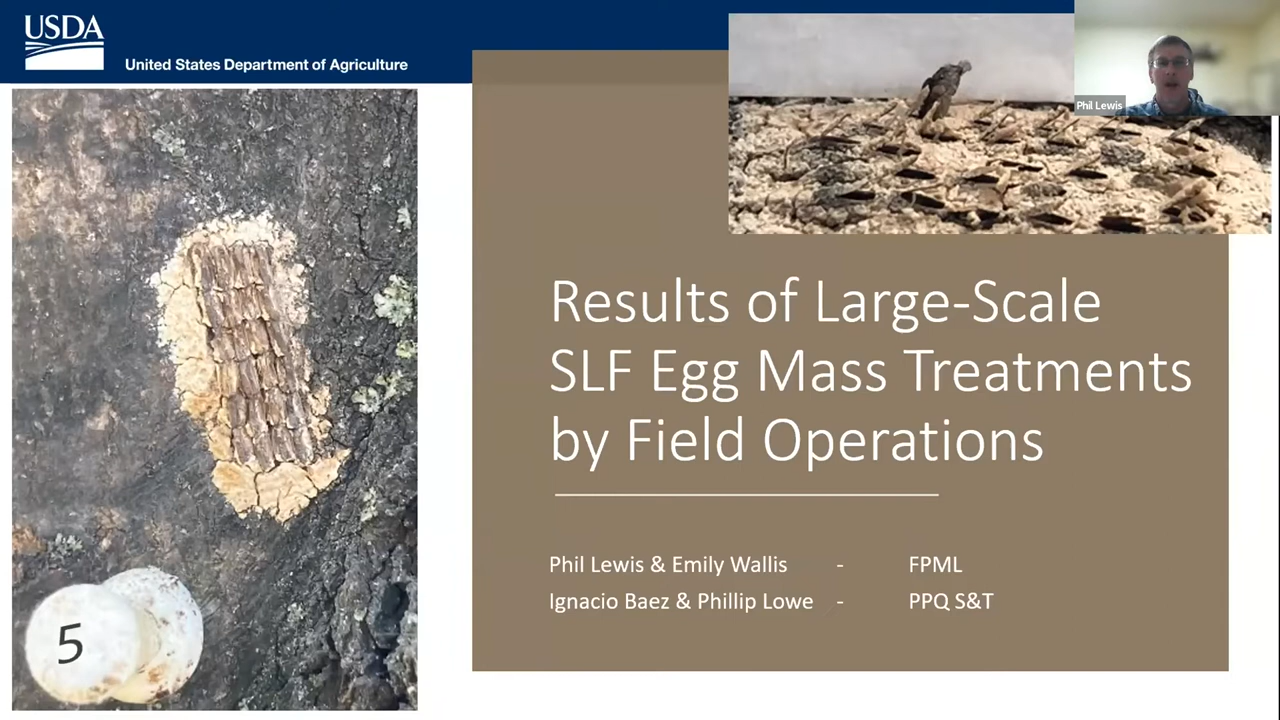 USDA
United States Department of Agriculture
Phil Lewis
Results of Large-Scale
SLF Egg Mass Treatments
by Field Operations
Phil Lewis & Emily Wallis - FPML
Ignacio Baez & Phillip Lowe - PPQ S&T
5